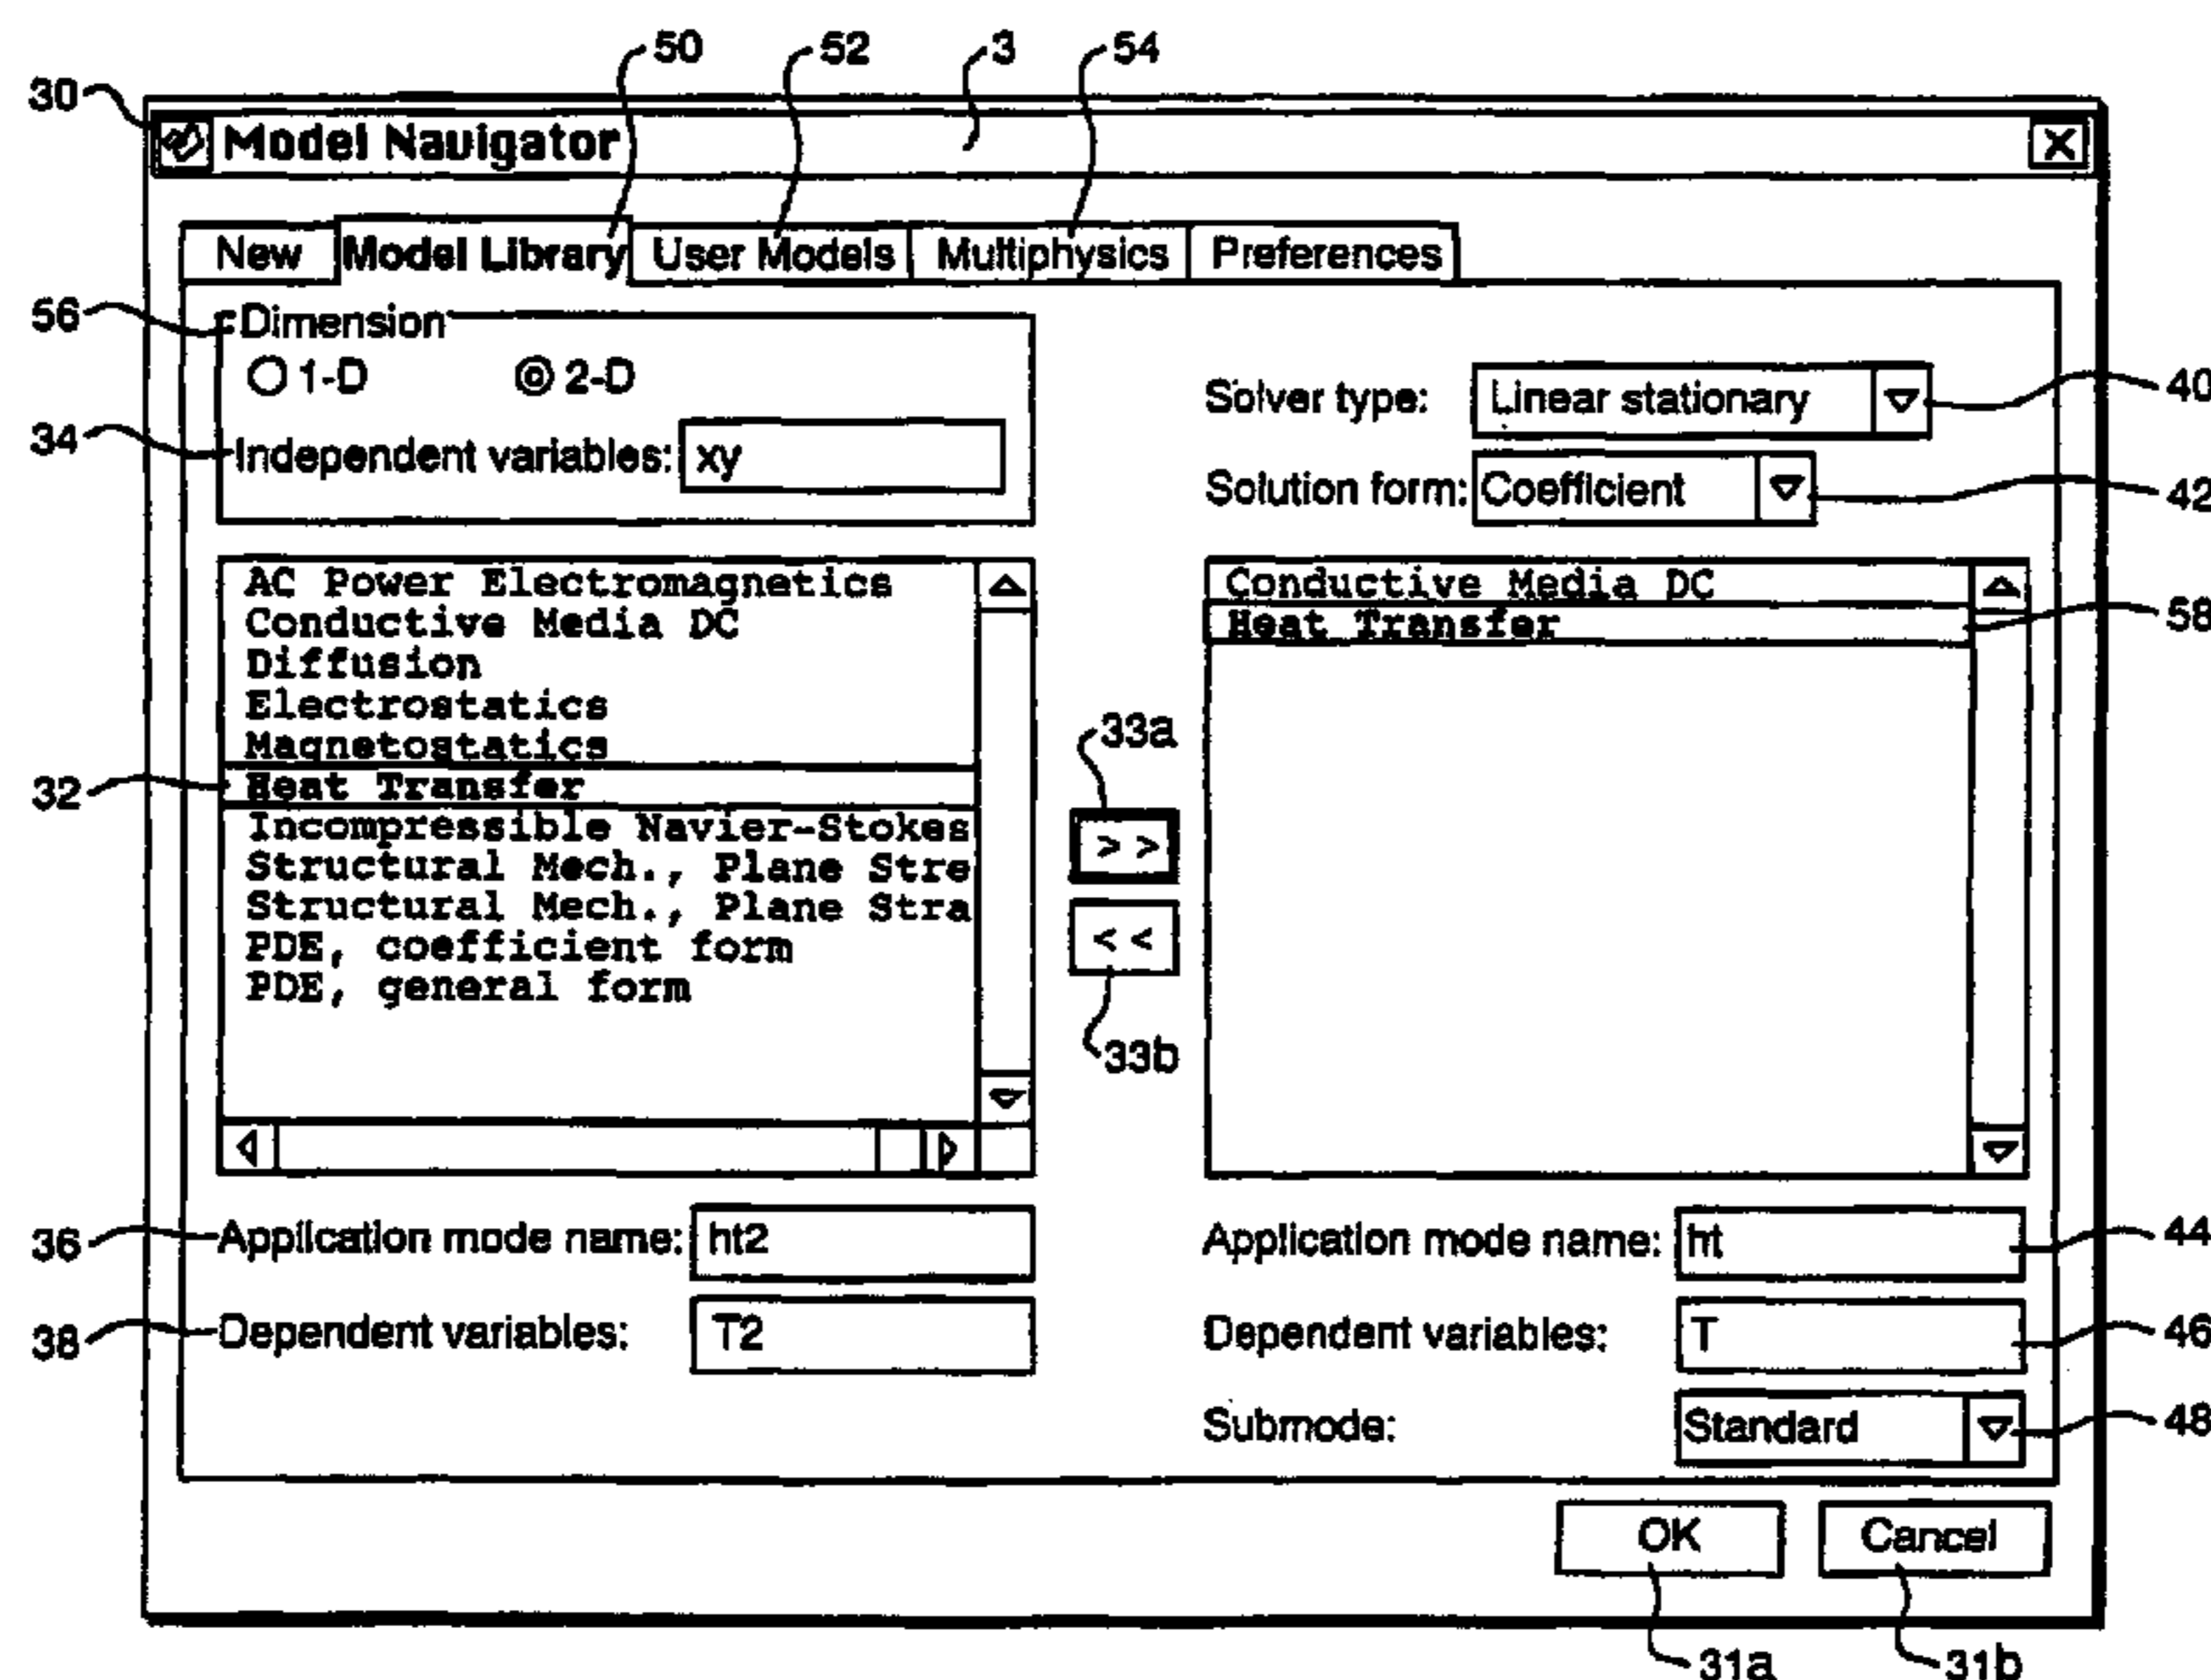 50 52 3 54
30
Model Navigator
New Model Library User Models Multiphysics Preferences
56
Dimension
1-D 2-D
34
Independent variables: xy
Solver type: Linear stationary
40
Solution form: Coefficient
42
AC Power Electromagnetics
Conductive Media DC
Diffusion
Electrostatics
Magnetostatics
32
Heat Transfer
Incompressible Navier-Stokes
Structural Mech., Plane Stre
Structural Mech., Plane Stra
PDE, coefficient form
PDE, general form
33a
> >
< <
33b
Conductive Media DC
Heat Transfer
58
36
Application mode name: ht2
38
Dependent variables: T2
Application mode name: ht
44
Dependent variables: T
46
Submode: Standard
48
OK Cancel
31a 31b